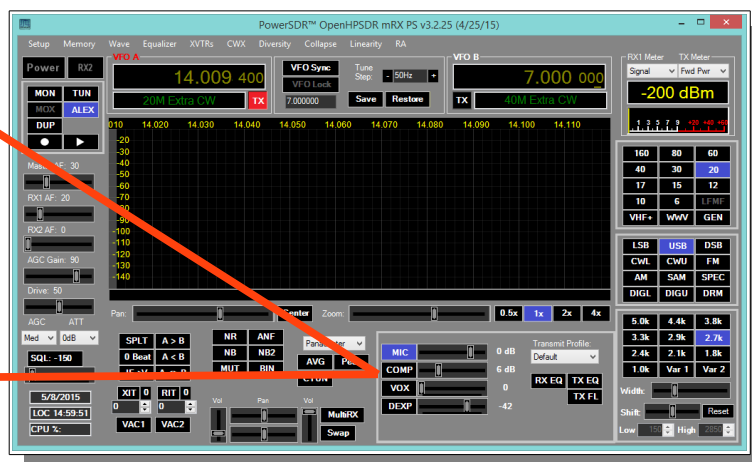 PowerSDR™ OpenHPSDR mRX PS v3.2.25 (4/25/15)
Setup Memory Wave Equalizer XVTRs CWX Diversity Collapse Linearity RA
Power RX2
MON TUN
MOX ALEX
DUP
VFO A
14.009 400
20M Extra CW TX
VFO Sync
VFO Lock
7.000000
Tune
Step: - 50Hz +
Save Restore
VFO B
7.000 000
TX 40M Extra CW
RX1 Meter TX Meter
Signal Fwd Pwr
-200 dBm
1 3 5 7 9 +20 +40 +60
010 14.020 14.030 14.040 14.050 14.060 14.070 14.080 14.090 14.100 14.110
-20
-30
-40
-50
-60
-70
-80
-90
-100
-110
-120
-130
-140
AF: 30
RX1 AF: 20
RX2 AF: 0
AGC Gain: 90
Drive: 50
AGC ATT
Med 0dB
SQL: -150
5/8/2015
LOC 14:59:51
CPU %:
160 80 60
40 30 20
17 15 12
10 6 LFMF
VHF+ WWV GEN
LSB USB DSB
CWL CWU FM
AM SAM SPEC
DIGL DIGU DRM
5.0k 4.4k 3.8k
3.3k 2.9k 2.7k
2.4k 2.1k 1.8k
1.0k Var 1 Var 2
Width:
Shift: Reset
Low 150 High 2850
Pan: Center Zoom: 0.5x 1x 2x 4x
SPLT A > B
0 Beat A < B
XIT 0 RIT 0
0 0
VAC1 VAC2
NR ANF
NB NB2
MUT BIN
AVG
Vol Pan Vol
MultiRX
Swap
MIC 0 dB
COMP 6 dB
VOX 0
DEXP -42
Transmit Profile:
Default
RX EQ TX EQ
TX FL